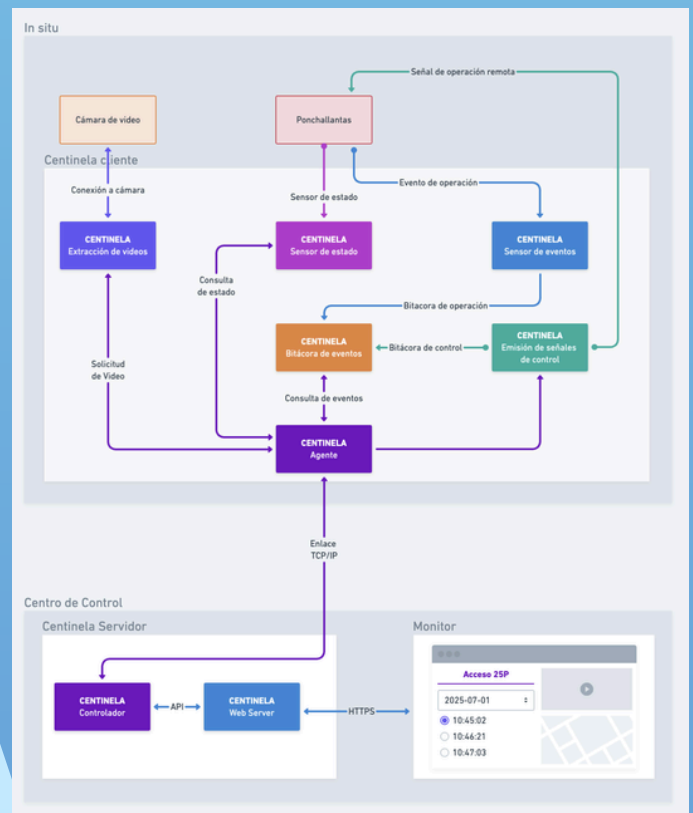 In situ
Señal de operación remota
Cámara de video
Ponchallantas
Centinela cliente
Conexión a cámara
Evento de operación
Sensor de estado
CENTINELA
Extracción de videos
CENTINELA
Sensor de estado
CENTINELA
Sensor de eventos
Consulta
de estado
Bitacora de operación
CENTINELA
Bitácora de eventos
Bitácora de control
CENTINELA
Emisión de señales
de control
Solicitud
de Video
Consulta de eventos
CENTINELA
Agente
Enlace
TCP/IP
Centro de Control
Centinela Servidor
Monitor
Acceso 25P
2025-07-01
10:45:02
10:46:21
10:47:03
CENTINELA
Controlador
API
CENTINELA
Web Server
HTTPS